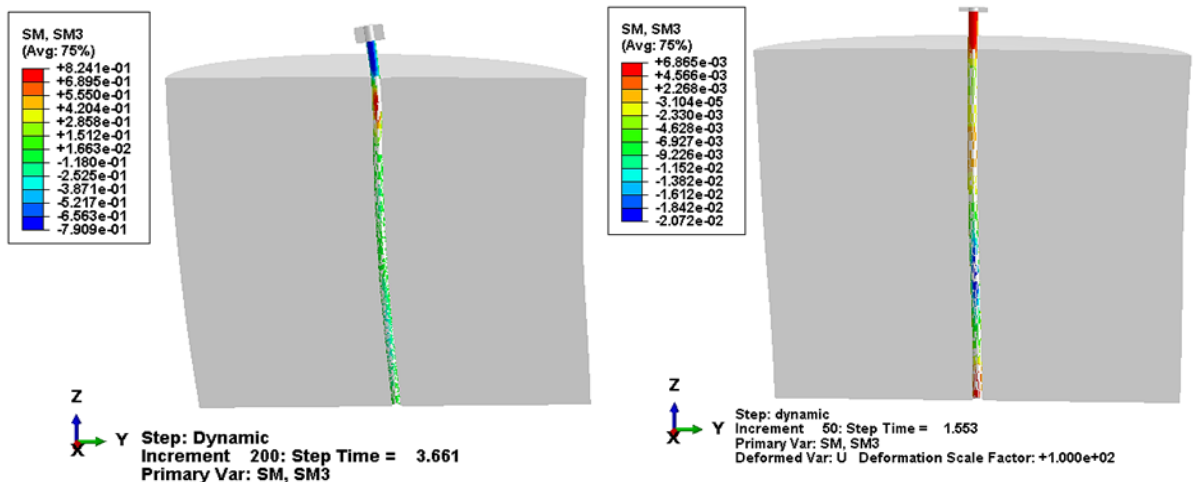 SM, SM3
(Avg: 75%)
+8.241e-01
+6.895e-01
+5.550e-01
+4.204e-01
+2.858e-01
+1.512e-01
+1.663e-02
-1.180e-01
-2.525e-01
-3.871e-01
-5.217e-01
-6.563e-01
-7.909e-01
Z
Y
X
Step: Dynamic
Increment 200: Step Time = 3.661
Primary Var: SM, SM3
SM, SM3
(Avg: 75%)
+6.865e-03
+4.566e-03
+2.268e-03
-3.104e-05
-2.330e-03
-4.628e-03
-6.927e-03
-9.226e-03
-1.152e-02
-1.382e-02
-1.612e-02
-1.842e-02
-2.072e-02
Z
Y
X
Step: dynamic
Increment 50: Step Time = 1.553
Primary Var: SM, SM3
Deformed Var: U Deformation Scale Factor: +1.000e+02